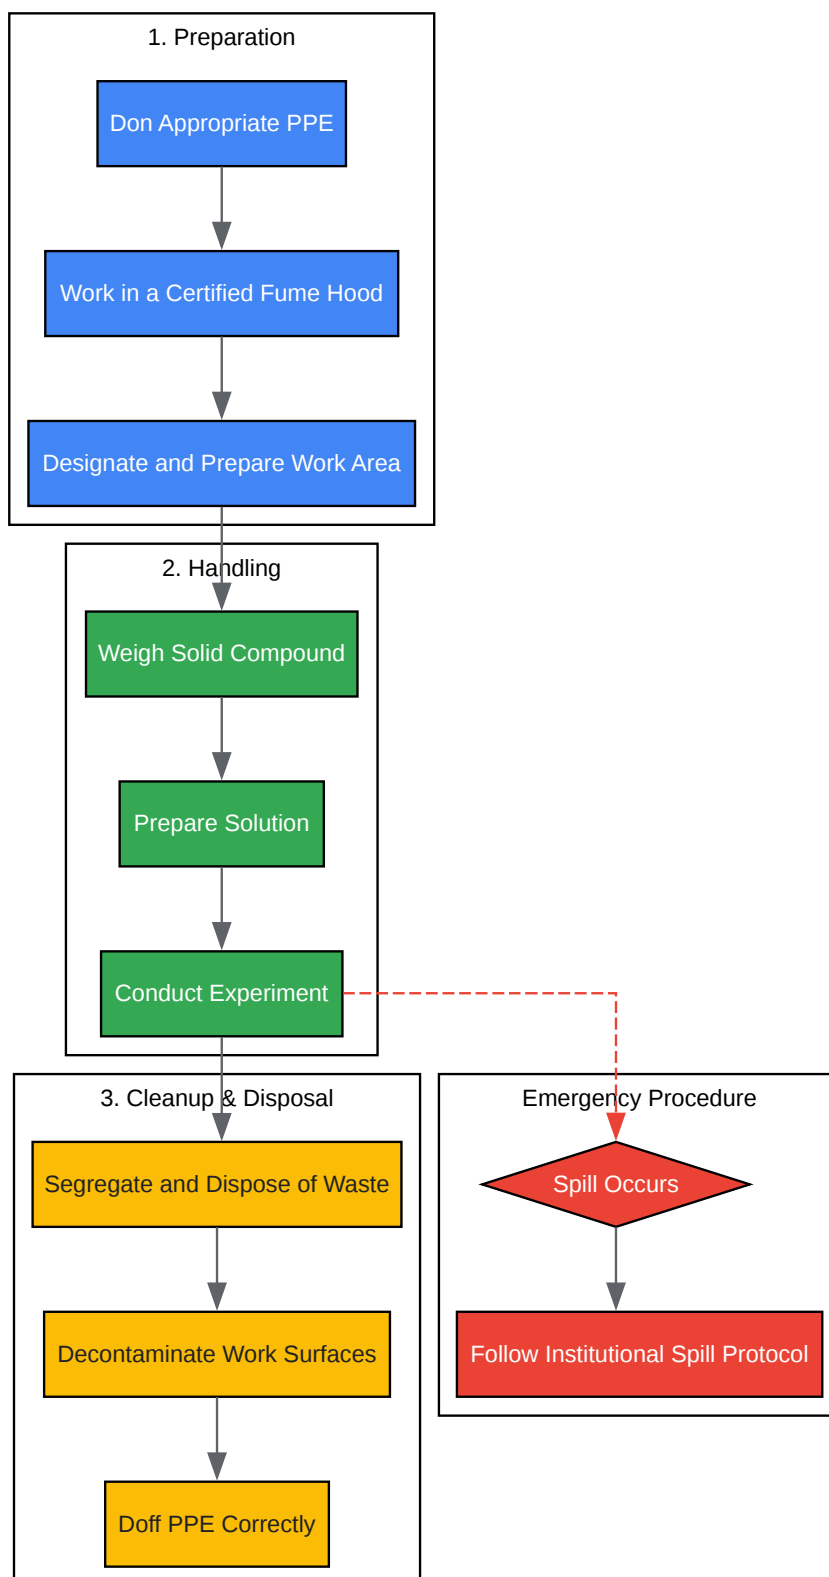 1. Preparation
Don Appropriate PPE
Work in a Certified Fume Hood
Designate and Prepare Work Area
2. Handling
Weigh Solid Compound
Prepare Solution
Conduct Experiment
3. Cleanup & Disposal
Segregate and Dispose of Waste
Decontaminate Work Surfaces
Doff PPE Correctly
Emergency Procedure
Spill Occurs
Follow Institutional Spill Protocol